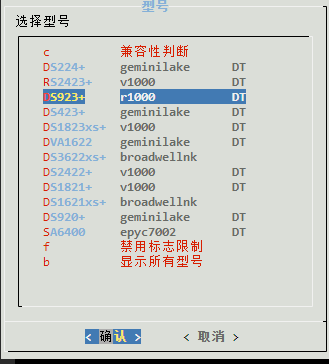 型号
选择型号
c 兼容性判断
DS224+ geminilake DT
RS2423+ v1000 DT
DS923+ r1000 DT
DS423+ geminilake DT
DS1823xs+ v1000 DT
DVA1622 geminilake DT
DS3622xs+ broadwellnk
DS2422+ v1000 DT
DS1821+ v1000 DT
DS1621xs+ broadwellnk
DS920+ geminilake DT
SA6400 epyc7002 DT
f 禁用标志限制
b 显示所有型号
< 确认 > < 取消 >